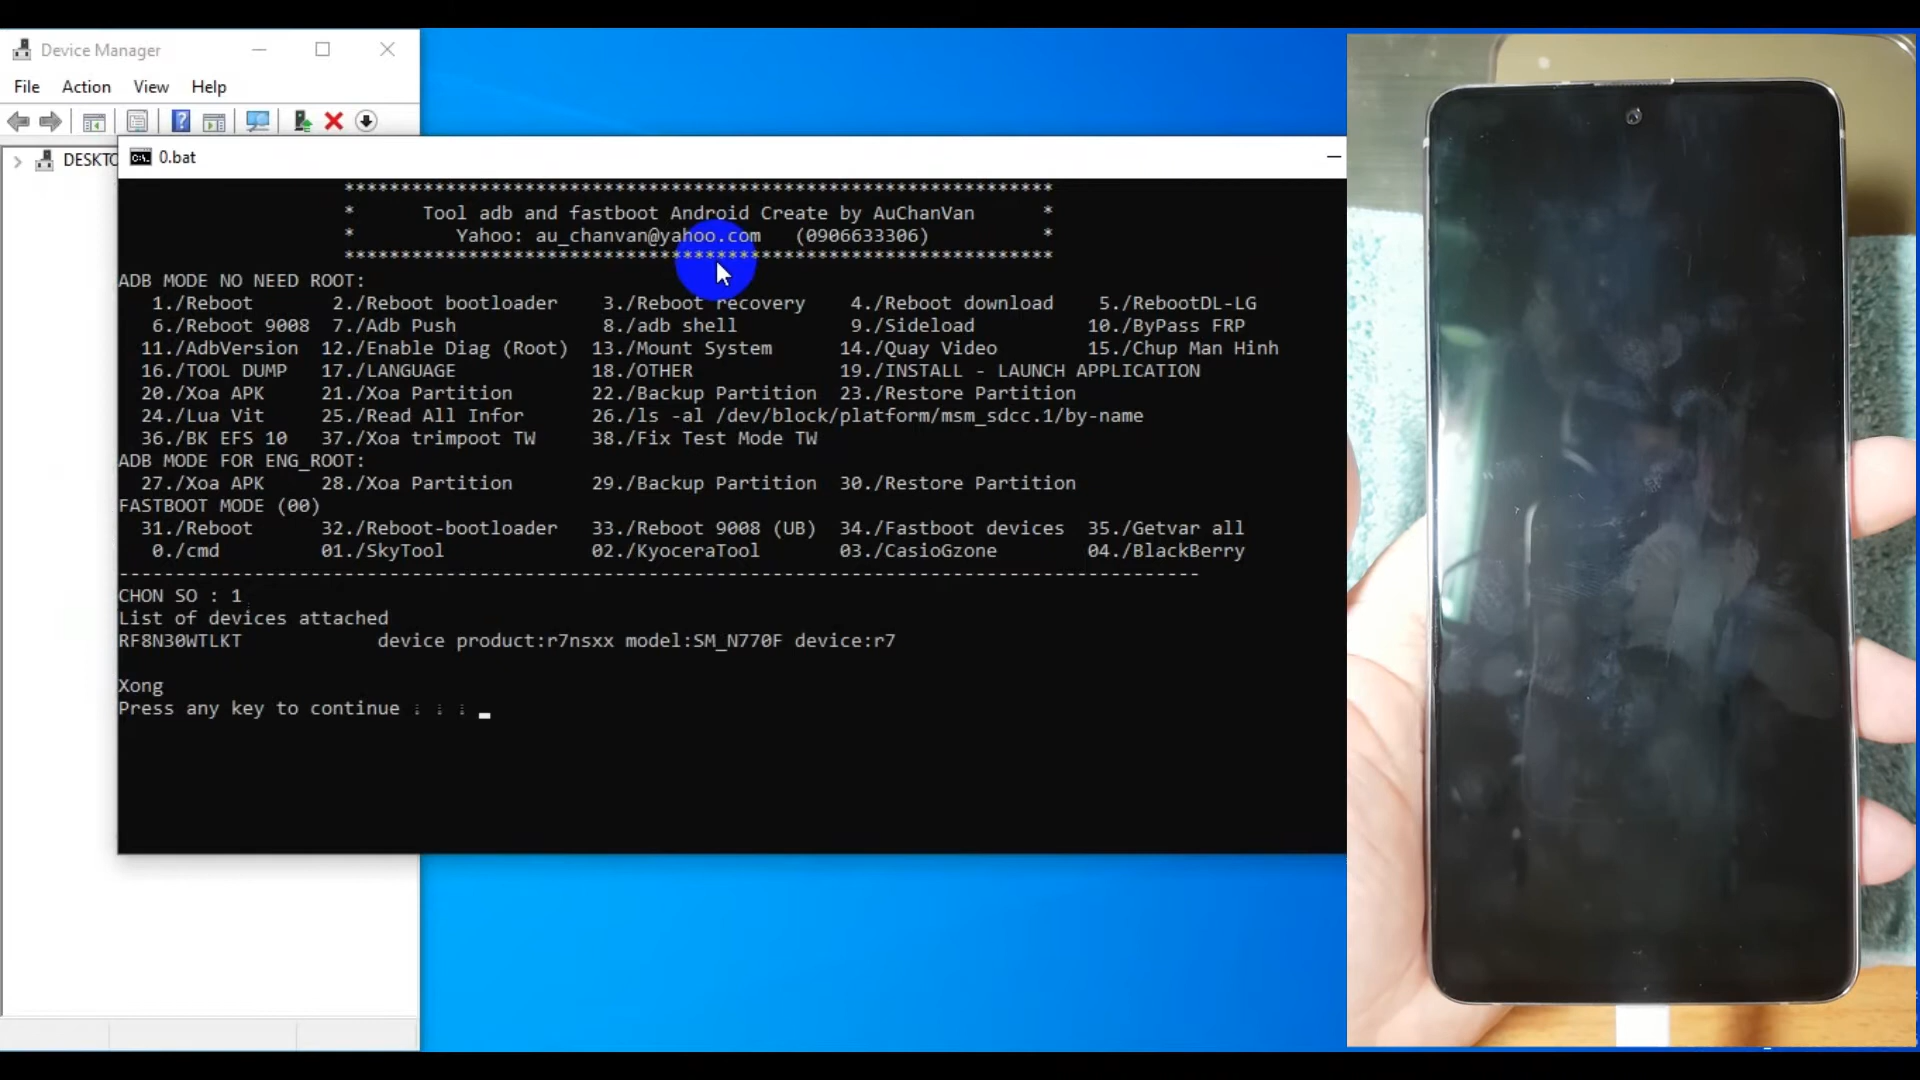 Device Manager
File Action View Help
DESKTO
0.bat
***************************************************************
* Tool adb and fastboot Android Create by AuChanVan *
* Yahoo: au_chanvan@yahoo.com (0906633306) *
***************************************************************
ADB MODE NO NEED ROOT:
1./Reboot 2./Reboot bootloader 3./Reboot recovery 4./Reboot download 5./RebootDL-LG
6./Reboot 9008 7./Adb Push 8./adb shell 9./Sideload 10./ByPass FRP
11./AdbVersion 12./Enable Diag (Root) 13./Mount System 14./Quay Video 15./Chup Man Hinh
16./TOOL DUMP 17./LANGUAGE 18./OTHER 19./INSTALL - LAUNCH APPLICATION
20./Xoa APK 21./Xoa Partition 22./Backup Partition 23./Restore Partition
24./Lua Vit 25./Read All Infor 26./ls -al /dev/block/platform/msm_sdcc.1/by-name
36./BK EFS 10 37./Xoa trimpoot TW 38./Fix Test Mode TW
ADB MODE FOR ENG_ROOT:
27./Xoa APK 28./Xoa Partition 29./Backup Partition 30./Restore Partition
FASTBOOT MODE (00)
31./Reboot 32./Reboot-bootloader 33./Reboot 9008 (UB) 34./Fastboot devices 35./Getvar all
0./cmd 01./SkyTool 02./KyoceraTool 03./CasioGzone 04./BlackBerry
------------------------------------------------------------------------------------------------
CHON SO : 1
List of devices attached
RF8N30WTLKT device product:r7nsxx model:SM_N770F device:r7
Xong
Press any key to continue . . .